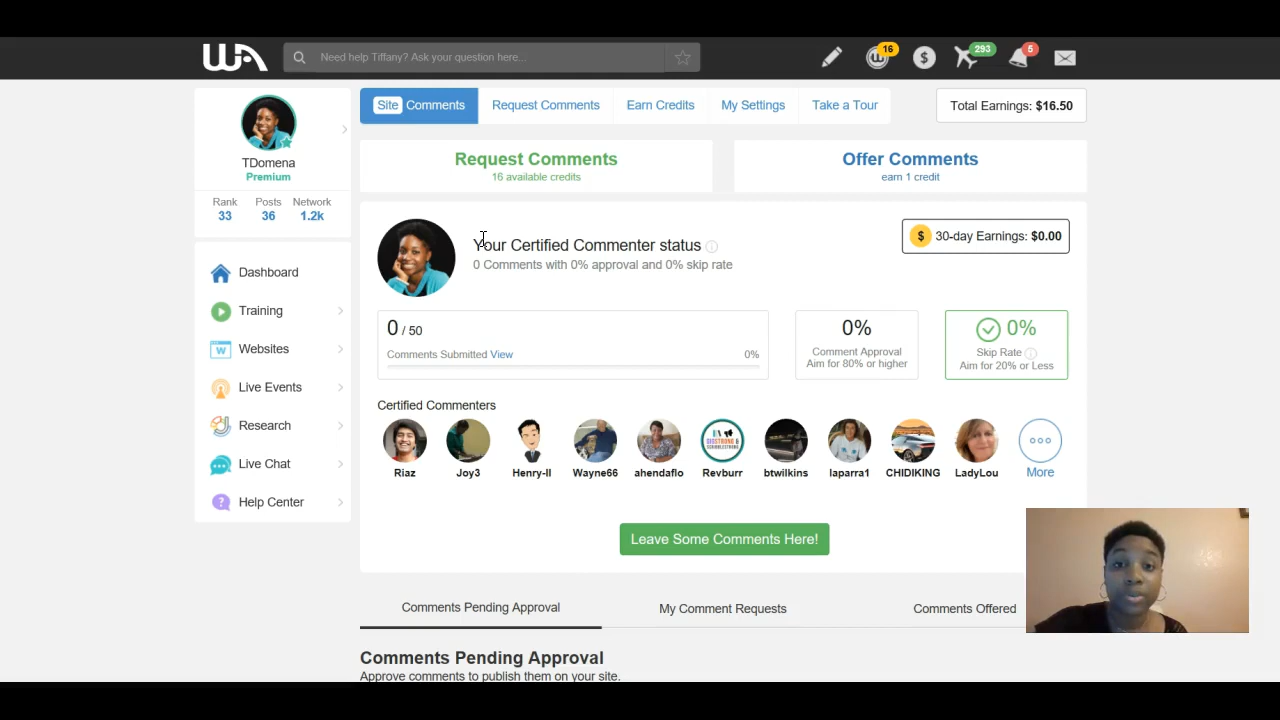 WA
Need help Tiffany? Ask your question here...
16
$
293
5
TDomena
Premium
Rank Posts Network
33 36 1.2k
Dashboard
Training
Websites
Live Events
Research
Live Chat
Help Center
Site Comments
Request Comments
Earn Credits
My Settings
Take a Tour
Total Earnings: $16.50
Request Comments
16 available credits
Offer Comments
earn 1 credit
Your Certified Commenter status
0 Comments with 0% approval and 0% skip rate
$ 30-day Earnings: $0.00
0 / 50
Comments Submitted View 0%
0%
Comment Approval
Aim for 80% or higher
0%
Skip Rate
Aim for 20% or Less
Certified Commenters
Riaz Joy3 Henry-II Wayne66 ahendaflo Revburr btwilkins laparra1 CHIDIKING LadyLou More
Leave Some Comments Here!
Comments Pending Approval
My Comment Requests
Comments Offered
Comments Pending Approval
Approve comments to publish them on your site.